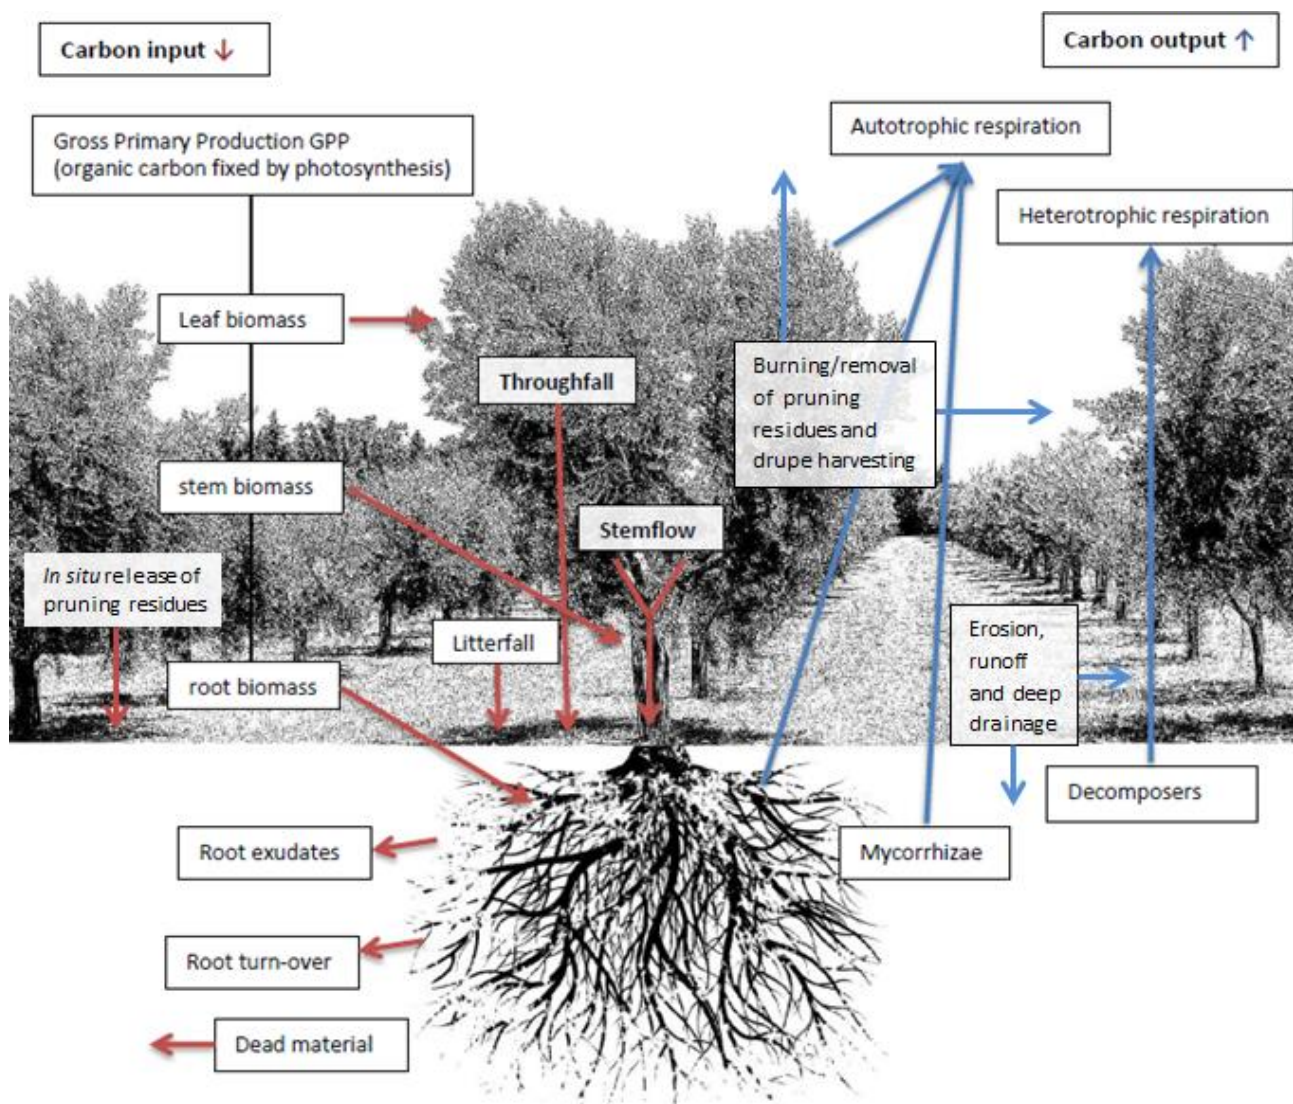 Carbon input ↓
Carbon output ↑
Gross Primary Production GPP
(organic carbon fixed by photosynthesis)
Autotrophic respiration
Heterotrophic respiration
Leaf biomass
Throughfall
Burning/removal
of pruning
residues and
drupe harvesting
stem biomass
Stemflow
In situ release of
pruning residues
Litterfall
Erosion,
runoff
and deep
drainage
root biomass
Decomposers
Root exudates
Mycorrhizae
Root turn-over
Dead material